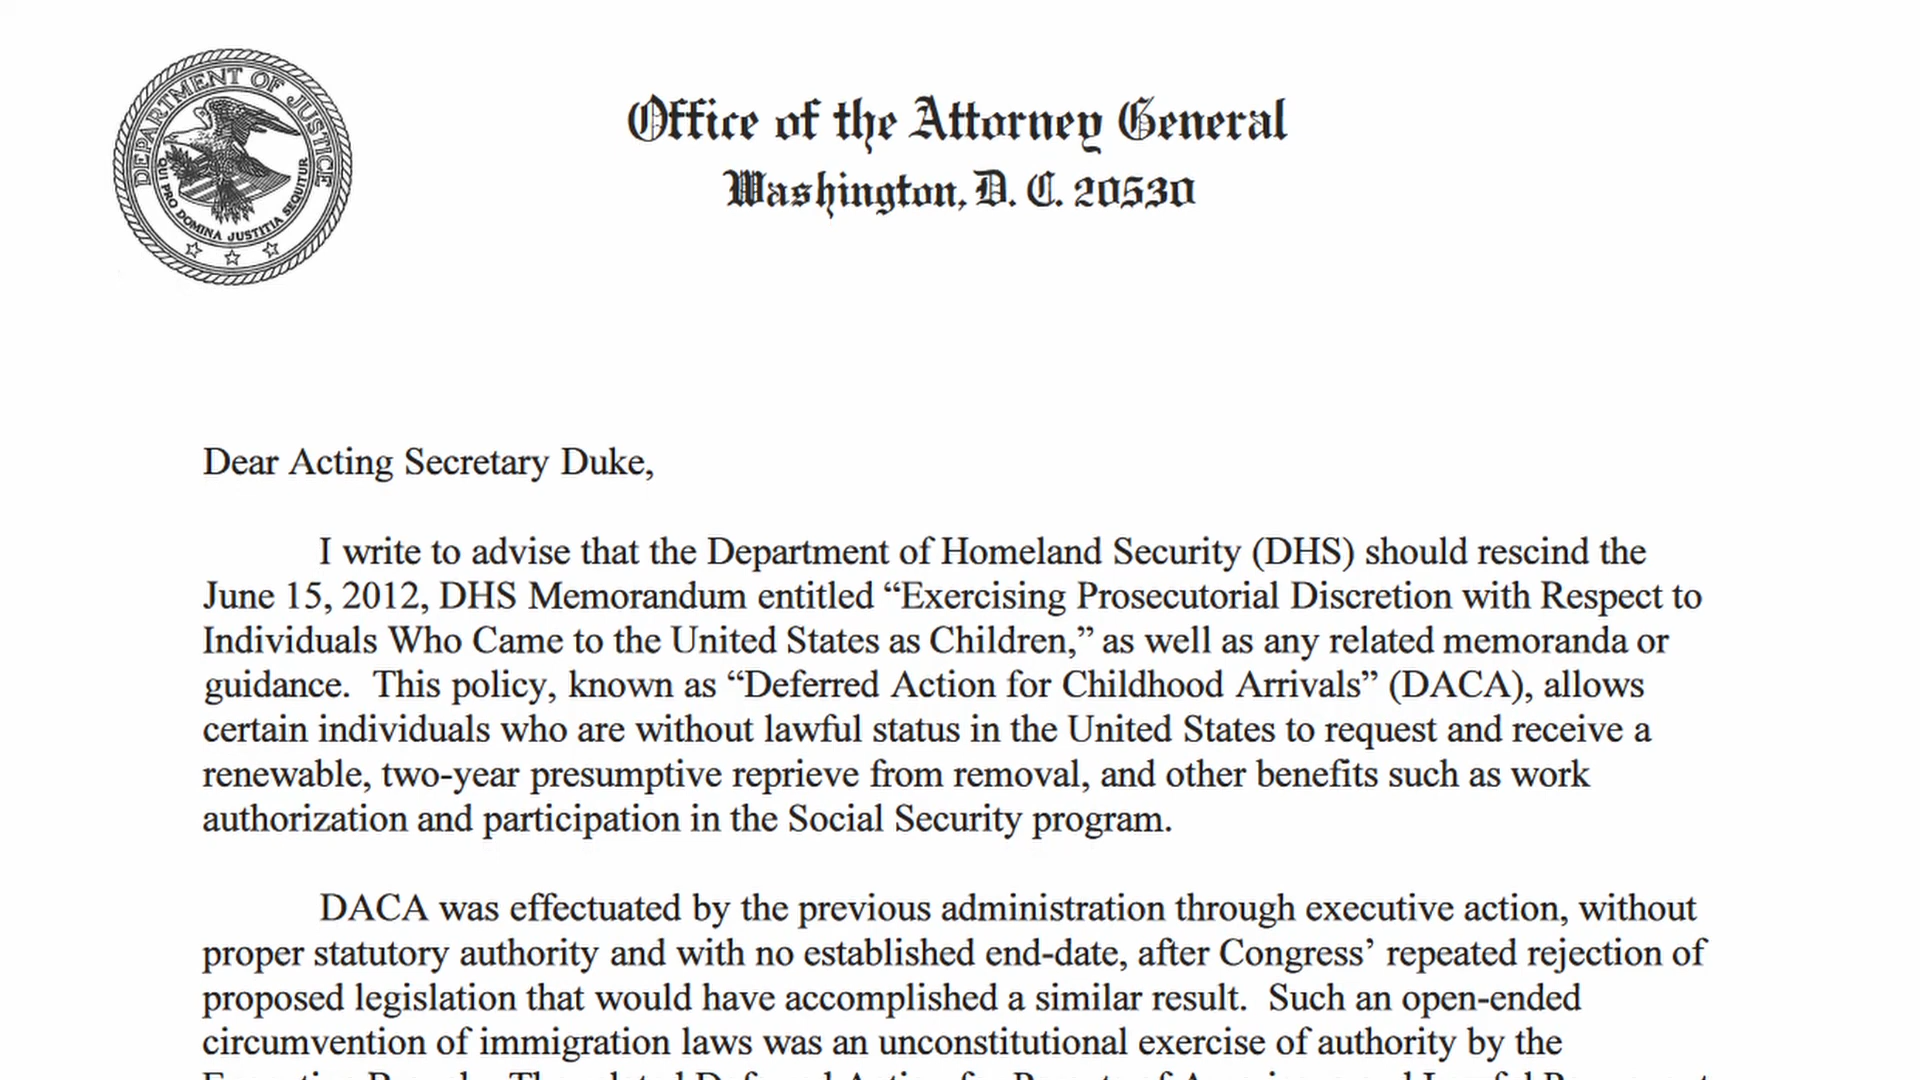 DEPARTMENT OF JUSTICE
QUI PRO DOMINA JUSTITIA SEQUITUR
Office of the Attorney General
Washington, D. C. 20530
Dear Acting Secretary Duke,
I write to advise that the Department of Homeland Security (DHS) should rescind the
June 15, 2012, DHS Memorandum entitled “Exercising Prosecutorial Discretion with Respect to
Individuals Who Came to the United States as Children,” as well as any related memoranda or
guidance.  This policy, known as “Deferred Action for Childhood Arrivals” (DACA), allows
certain individuals who are without lawful status in the United States to request and receive a
renewable, two-year presumptive reprieve from removal, and other benefits such as work
authorization and participation in the Social Security program.
DACA was effectuated by the previous administration through executive action, without
proper statutory authority and with no established end-date, after Congress’ repeated rejection of
proposed legislation that would have accomplished a similar result.  Such an open-ended
circumvention of immigration laws was an unconstitutional exercise of authority by the